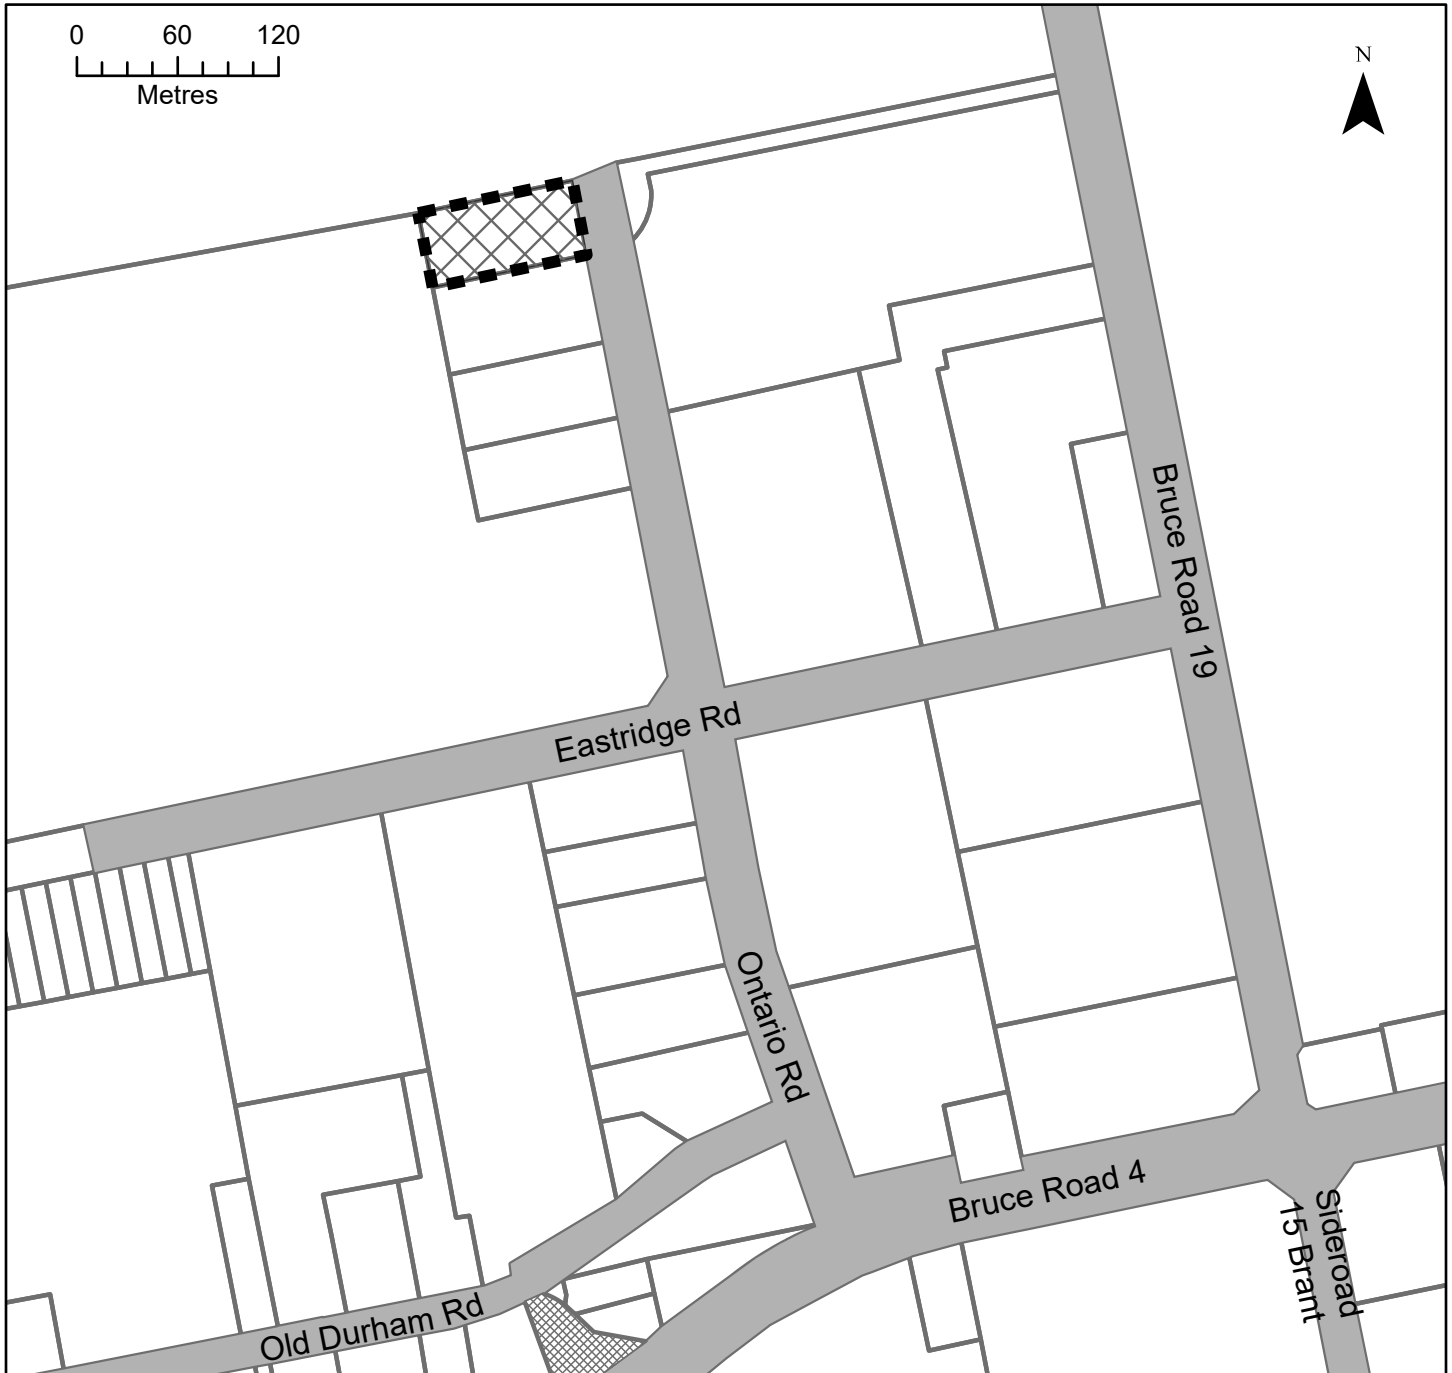 0 60 120
Metres
N
Bruce Road 19
Eastridge Rd
Ontario Rd
Bruce Road 4
Sideroad
15 Brant
Old Durham Rd